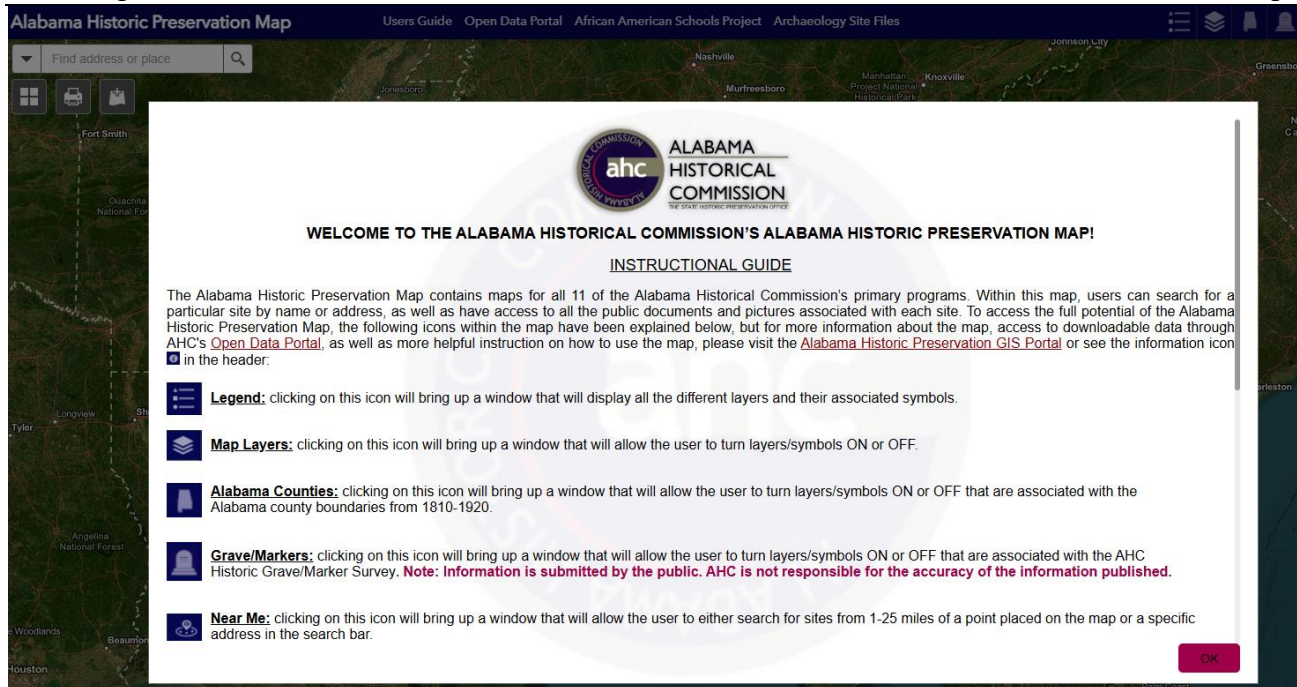 Alabama Historic Preservation Map Users Guide Open Data Portal African American Schools Project Archaeology Site Files
Find address or place
Nashville
Johnson City
Greensbo
Jonesboro
Murfreesboro
Manhattan
Project National
Historical Park
Knoxville
Fort Smith
Ouachita
National For
COMMISSION
ahc
ALABAMA
HISTORICAL
COMMISSION
THE STATE HISTORIC PRESERVATION OFFICE
WELCOME TO THE ALABAMA HISTORICAL COMMISSION'S ALABAMA HISTORIC PRESERVATION MAP!
INSTRUCTIONAL GUIDE
The Alabama Historic Preservation Map contains maps for all 11 of the Alabama Historical Commission's primary programs. Within this map, users can search for a
particular site by name or address, as well as have access to all the public documents and pictures associated with each site. To access the full potential of the Alabama
Historic Preservation Map, the following icons within the map have been explained below, but for more information about the map, access to downloadable data through
AHC's Open Data Portal, as well as more helpful instruction on how to use the map, please visit the Alabama Historic Preservation GIS Portal or see the information icon
in the header:
Legend: clicking on this icon will bring up a window that will display all the different layers and their associated symbols.
Map Layers: clicking on this icon will bring up a window that will allow the user to turn layers/symbols ON or OFF.
Alabama Counties: clicking on this icon will bring up a window that will allow the user to turn layers/symbols ON or OFF that are associated with the
Alabama county boundaries from 1810-1920.
Grave/Markers: clicking on this icon will bring up a window that will allow the user to turn layers/symbols ON or OFF that are associated with the AHC
Historic Grave/Marker Survey. Note: Information is submitted by the public. AHC is not responsible for the accuracy of the information published.
Near Me: clicking on this icon will bring up a window that will allow the user to either search for sites from 1-25 miles of a point placed on the map or a specific
address in the search bar.
OK
Longview
Sh
Tyler
arleston
Angelina
National Forest
e Woodlands
Beaumon
Houston